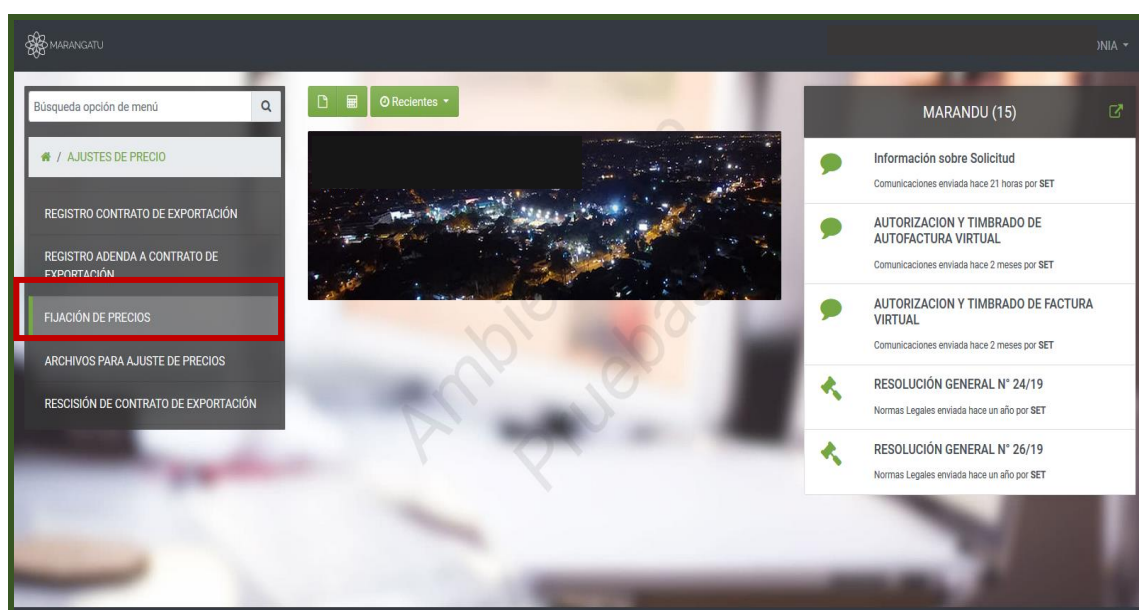 MARANGATU
ONIA
Búsqueda opción de menú
Recientes
/ AJUSTES DE PRECIO
REGISTRO CONTRATO DE EXPORTACIÓN
REGISTRO ADENDA A CONTRATO DE
EXPORTACIÓN
FIJACIÓN DE PRECIOS
ARCHIVOS PARA AJUSTE DE PRECIOS
RESCISIÓN DE CONTRATO DE EXPORTACIÓN
Ambiente
Pruebas
MARANDU (15)
Información sobre Solicitud
Comunicaciones enviada hace 21 horas por SET
AUTORIZACION Y TIMBRADO DE
AUTOFACTURA VIRTUAL
Comunicaciones enviada hace 2 meses por SET
AUTORIZACION Y TIMBRADO DE FACTURA
VIRTUAL
Comunicaciones enviada hace 2 meses por SET
RESOLUCIÓN GENERAL N° 24/19
Normas Legales enviada hace un año por SET
RESOLUCIÓN GENERAL N° 26/19
Normas Legales enviada hace un año por SET